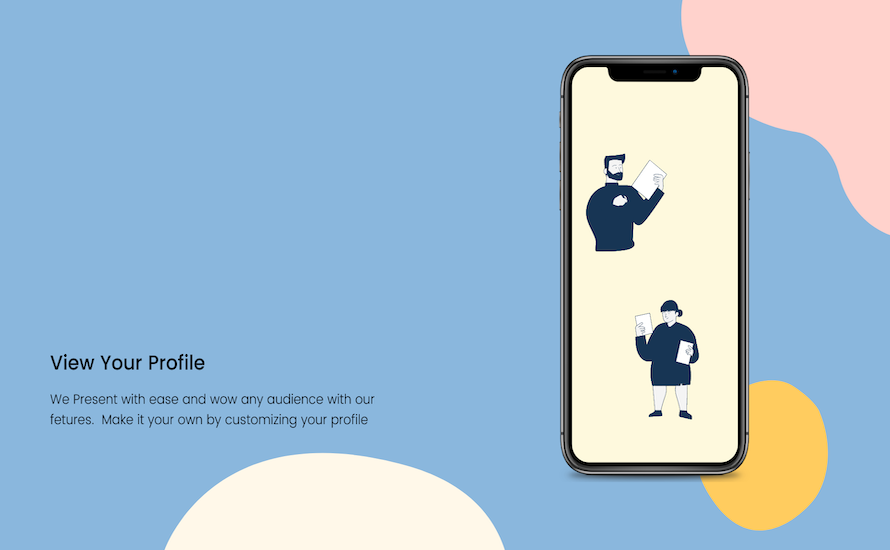 View Your Profile
We Present with ease and wow any audience with our
fetures.  Make it your own by customizing your profile